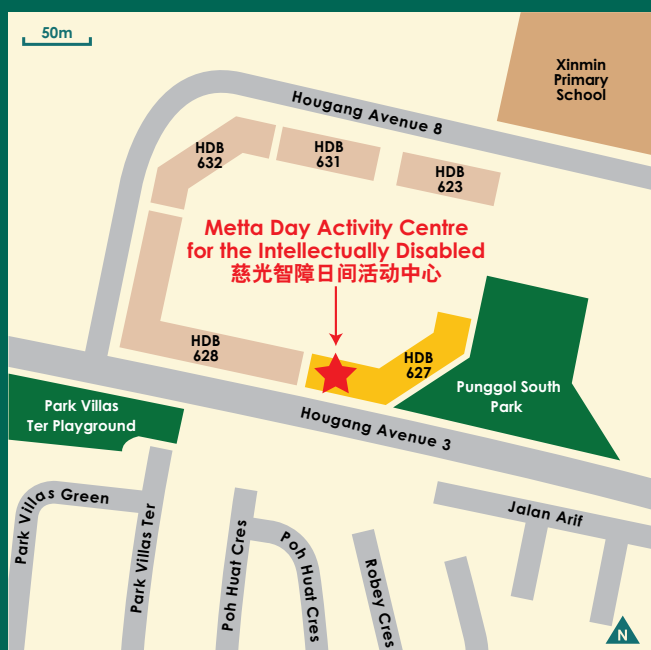 50m
Xinmin
Primary
School
Hougang Avenue 8
HDB
632
HDB
631
HDB
623
Metta Day Activity Centre
for the Intellectually Disabled
慈光智障日间活动中心
HDB
628
HDB
627
Punggol South
Park
Park Villas
Ter Playground
Hougang Avenue 3
Park Villas Green
Park Villas Ter
Poh Huat Cres
Poh Huat Cres
Robey Cres
Jalan Arif
N